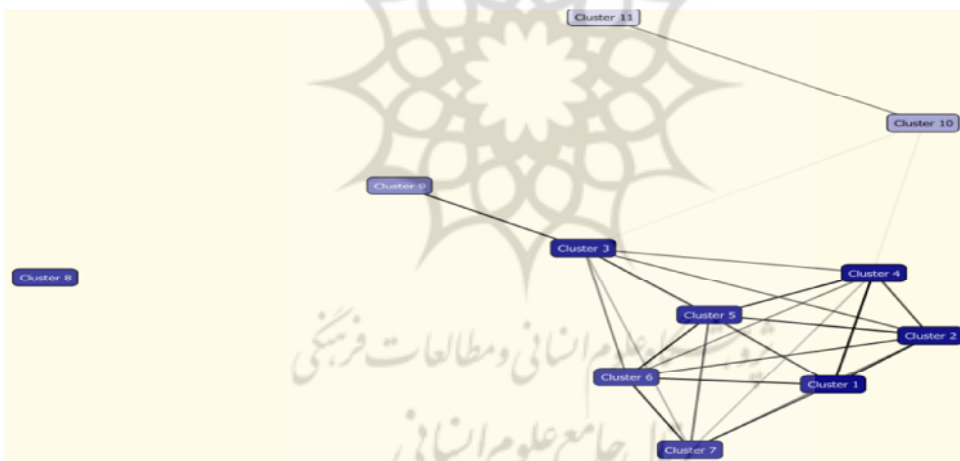 Cluster 11
Cluster 10
Cluster 9
Cluster 3
Cluster 4
Cluster 8
Cluster 5
Cluster 2
Cluster 6
Cluster 1
Cluster 7
علوم انسانی و مطالعات فرهنگی
جامع علوم انسانی